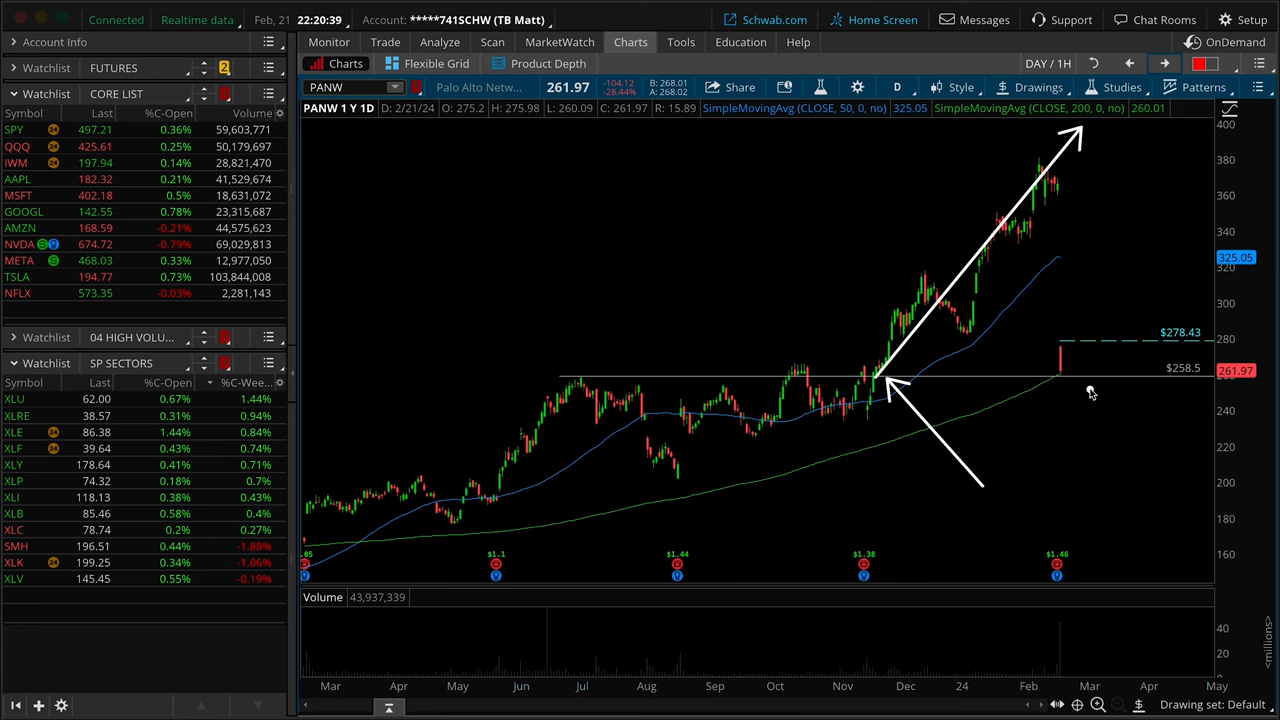 Connected Realtime data Feb, 21 22:20:39 Account: *****741SCHW (TB Matt) Schwab.com Home Screen Messages Support Chat Rooms Setup
Account Info
Watchlist FUTURES 2
Watchlist CORE LIST
Symbol Last %C-Open Volume
SPY 24 497.21 0.36% 59,603,771
QQQ 24 425.61 0.25% 50,179,697
IWM 24 197.94 0.14% 28,821,470
AAPL 182.32 0.21% 41,529,674
MSFT 402.18 0.5% 18,631,072
GOOGL 142.55 0.78% 23,315,687
AMZN 168.59 -0.21% 44,575,623
NVDA 674.72 -0.79% 69,029,813
META 468.03 0.33% 12,977,050
TSLA 194.77 0.73% 103,844,008
NFLX 573.35 -0.03% 2,281,143
Watchlist 04 HIGH VOLU...
Watchlist SP SECTORS
Symbol Last %C-Open %C-Wee...
XLU 62.00 0.67% 1.44%
XLRE 38.57 0.31% 0.94%
XLE 24 86.38 1.44% 0.84%
XLF 24 39.64 0.43% 0.74%
XLY 178.64 0.41% 0.71%
XLP 74.32 0.18% 0.7%
XLI 118.13 0.38% 0.43%
XLB 85.46 0.58% 0.4%
XLC 78.74 0.2% 0.27%
SMH 196.51 0.44% -1.88%
XLK 24 199.25 0.34% -1.06%
XLV 145.45 0.55% -0.19%
Monitor Trade Analyze Scan MarketWatch Charts Tools Education Help OnDemand
Charts Flexible Grid Product Depth DAY / 1H
PANW Palo Alto Netw... 261.97 -104.12 -28.44% B: 268.01 A: 268.02 Share D Style Drawings Studies Patterns
PANW 1 Y 1D D: 2/21/24 O: 275.2 H: 275.98 L: 260.09 C: 261.97 R: 15.89 SimpleMovingAvg (CLOSE, 50, 0, no) 325.05 SimpleMovingAvg (CLOSE, 200, 0, no) 260.01
400
380
360
340
325.05
320
300
$278.43
280
$258.5
261.97
240
220
200
180
160
.05 $1.1 $1.44 $1.38 $1.46
Volume 43,937,339
40
20
<millions>
Mar Apr May Jun Jul Aug Sep Oct Nov Dec 24 Feb Mar Apr May
Drawing set: Default